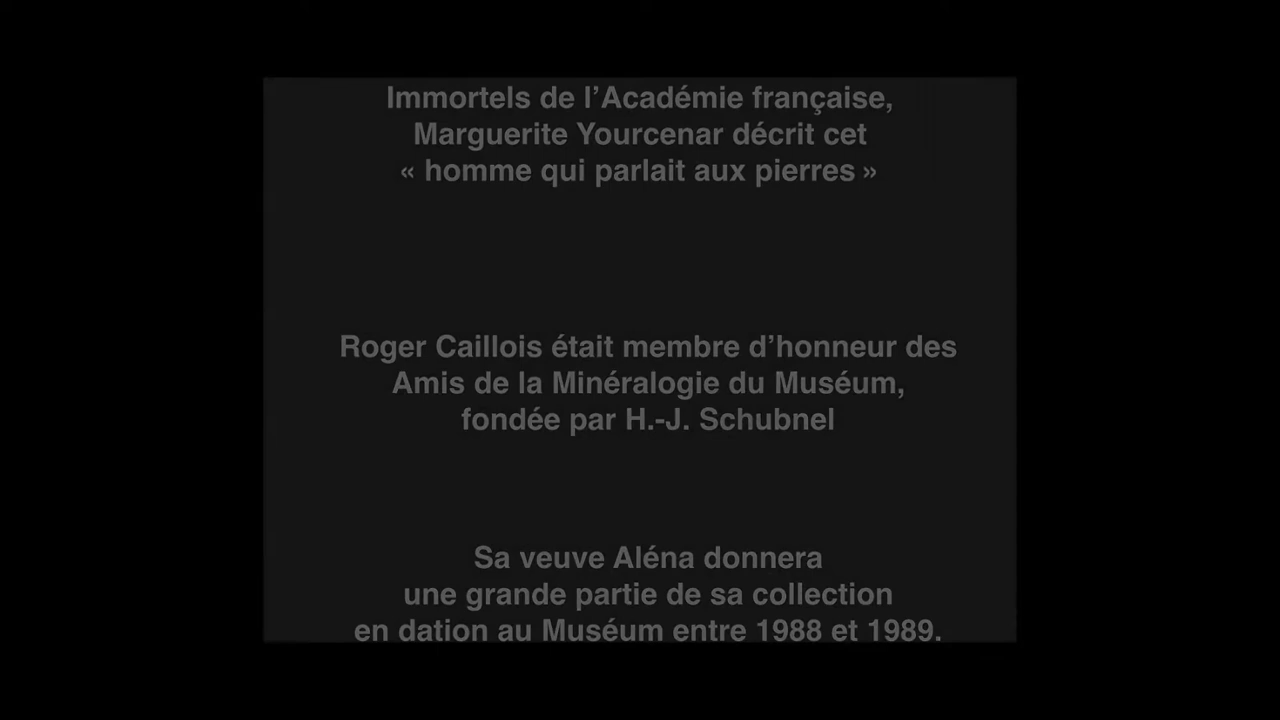 Immortels de l’Académie française,
Marguerite Yourcenar décrit cet
« homme qui parlait aux pierres »
Roger Caillois était membre d’honneur des
Amis de la Minéralogie du Muséum,
fondée par H.-J. Schubnel
Sa veuve Aléna donnera
une grande partie de sa collection
en dation au Muséum entre 1988 et 1989.